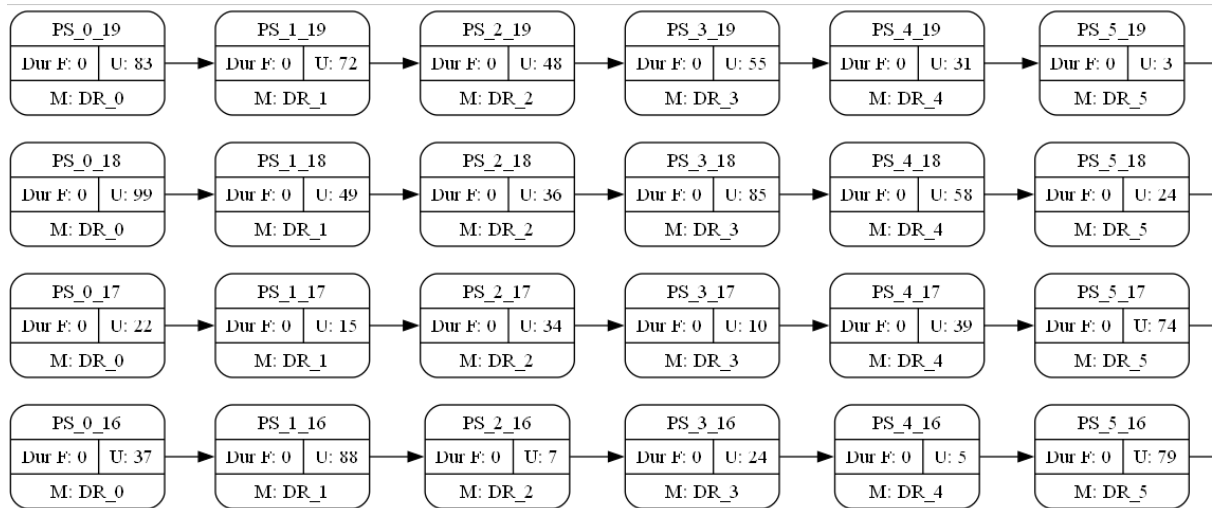 PS_0_19 PS_1_19 PS_2_19 PS_3_19 PS_4_19 PS_5_19
Dur F: 0 U: 83 Dur F: 0 U: 72 Dur F: 0 U: 48 Dur F: 0 U: 55 Dur F: 0 U: 31 Dur F: 0 U: 3
M: DR_0 M: DR_1 M: DR_2 M: DR_3 M: DR_4 M: DR_5
PS_0_18 PS_1_18 PS_2_18 PS_3_18 PS_4_18 PS_5_18
Dur F: 0 U: 99 Dur F: 0 U: 49 Dur F: 0 U: 36 Dur F: 0 U: 85 Dur F: 0 U: 58 Dur F: 0 U: 24
M: DR_0 M: DR_1 M: DR_2 M: DR_3 M: DR_4 M: DR_5
PS_0_17 PS_1_17 PS_2_17 PS_3_17 PS_4_17 PS_5_17
Dur F: 0 U: 22 Dur F: 0 U: 15 Dur F: 0 U: 34 Dur F: 0 U: 10 Dur F: 0 U: 39 Dur F: 0 U: 74
M: DR_0 M: DR_1 M: DR_2 M: DR_3 M: DR_4 M: DR_5
PS_0_16 PS_1_16 PS_2_16 PS_3_16 PS_4_16 PS_5_16
Dur F: 0 U: 37 Dur F: 0 U: 88 Dur F: 0 U: 7 Dur F: 0 U: 24 Dur F: 0 U: 5 Dur F: 0 U: 79
M: DR_0 M: DR_1 M: DR_2 M: DR_3 M: DR_4 M: DR_5